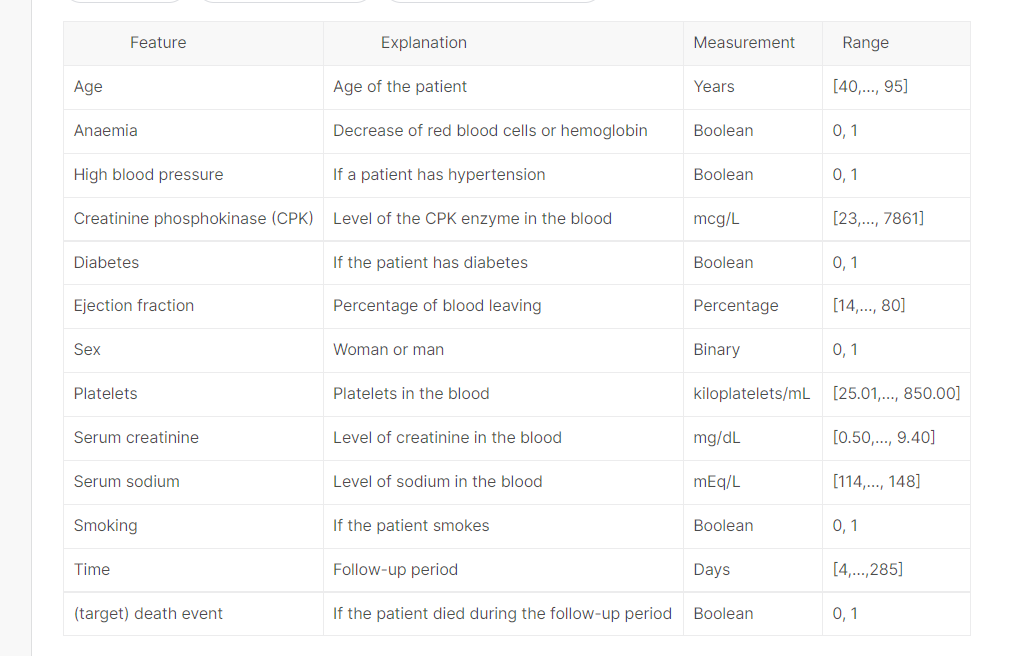 Feature Explanation Measurement Range
Age Age of the patient Years [40,..., 95]
Anaemia Decrease of red blood cells or hemoglobin Boolean 0, 1
High blood pressure If a patient has hypertension Boolean 0, 1
Creatinine phosphokinase (CPK) Level of the CPK enzyme in the blood mcg/L [23,..., 7861]
Diabetes If the patient has diabetes Boolean 0, 1
Ejection fraction Percentage of blood leaving Percentage [14,..., 80]
Sex Woman or man Binary 0, 1
Platelets Platelets in the blood kiloplatelets/mL [25.01,..., 850.00]
Serum creatinine Level of creatinine in the blood mg/dL [0.50,..., 9.40]
Serum sodium Level of sodium in the blood mEq/L [114,..., 148]
Smoking If the patient smokes Boolean 0, 1
Time Follow-up period Days [4,...,285]
(target) death event If the patient died during the follow-up period Boolean 0, 1